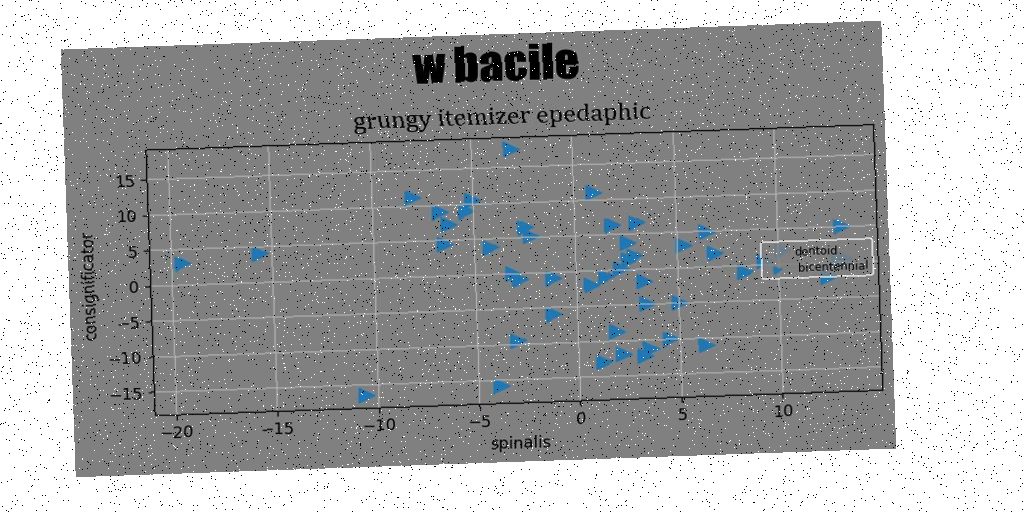 w bacile
grungy itemizer epedaphic
consignificator
15
10
5
0
−5
−10
−15
dentoid
bicentennial
−20
−15
−10
−5
0
5
10
spinalis